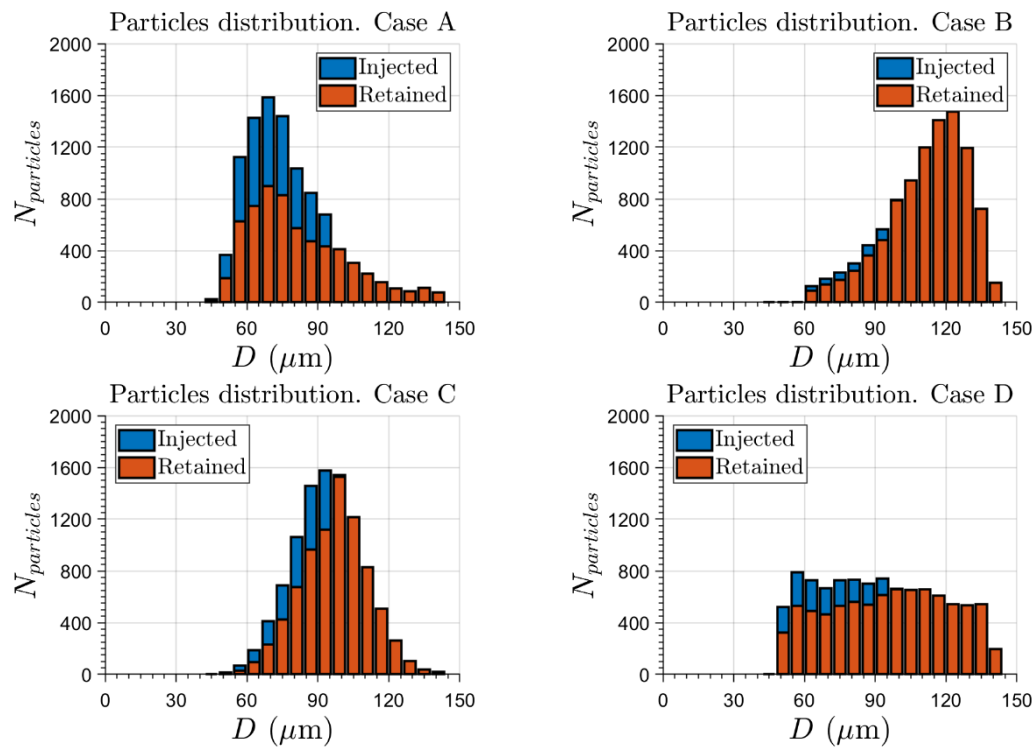 Particles distribution. Case A
2000
1600
1200
800
400
0
N_particles
0 30 60 90 120 150
D (μm)
Injected
Retained
Particles distribution. Case B
2000
1600
1200
800
400
0
N_particles
0 30 60 90 120 150
D (μm)
Injected
Retained
Particles distribution. Case C
2000
1600
1200
800
400
0
N_particles
0 30 60 90 120 150
D (μm)
Injected
Retained
Particles distribution. Case D
2000
1600
1200
800
400
0
N_particles
0 30 60 90 120 150
D (μm)
Injected
Retained